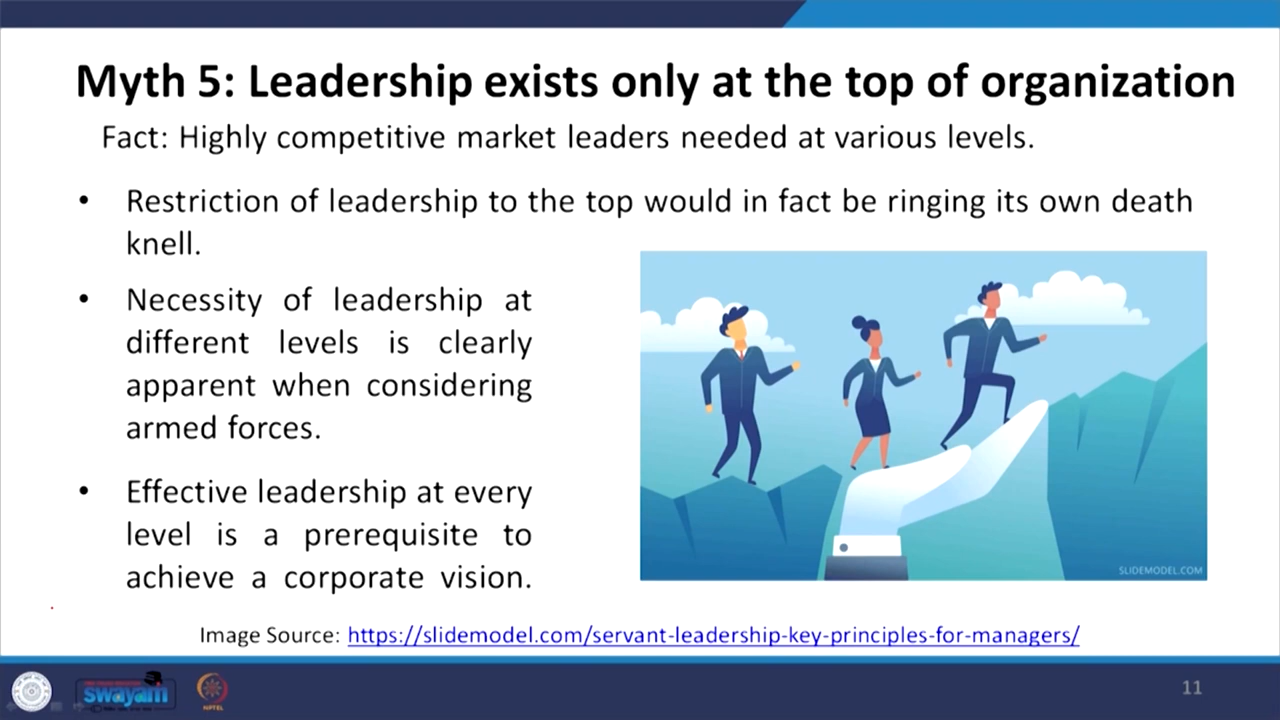 Myth 5: Leadership exists only at the top of organization
Fact: Highly competitive market leaders needed at various levels.
• Restriction of leadership to the top would in fact be ringing its own death
knell.
• Necessity of leadership at
different levels is clearly
apparent when considering
armed forces.
• Effective leadership at every
level is a prerequisite to
achieve a corporate vision.
SLIDEMODEL.COM
Image Source: https://slidemodel.com/servant-leadership-key-principles-for-managers/
swayam
NPTEL
11